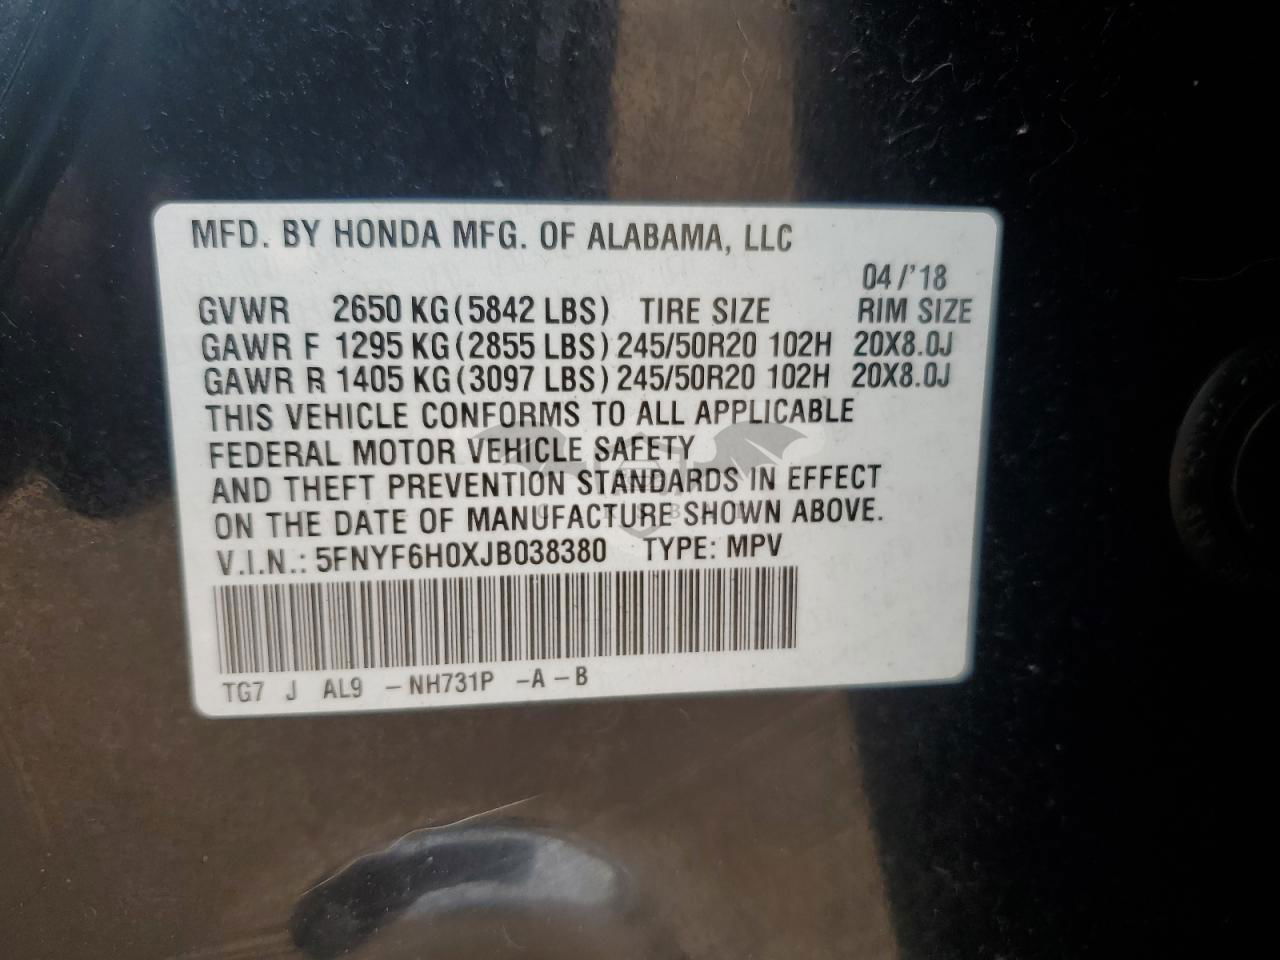 MFD. BY HONDA MFG. OF ALABAMA, LLC
04/'18
GVWR 2650 KG (5842 LBS) TIRE SIZE RIM SIZE
GAWR F 1295 KG (2855 LBS) 245/50R20 102H 20X8.0J
GAWR R 1405 KG (3097 LBS) 245/50R20 102H 20X8.0J
THIS VEHICLE CONFORMS TO ALL APPLICABLE
FEDERAL MOTOR VEHICLE SAFETY
AND THEFT PREVENTION STANDARDS IN EFFECT
ON THE DATE OF MANUFACTURE SHOWN ABOVE.
V.I.N.: 5FNYF6H0XJB038380 TYPE: MPV
TG7 J AL9 -NH731P -A -B